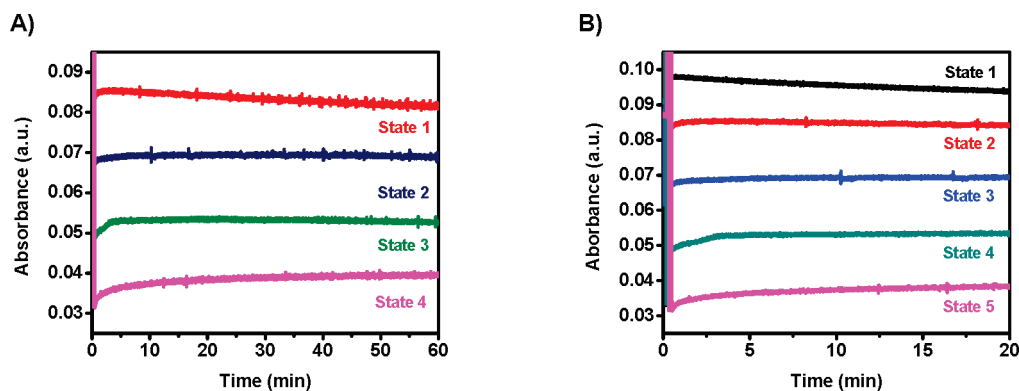 A)
Absorbance (a.u.)
0.09
0.08
0.07
0.06
0.05
0.04
0.03
State 1
State 2
State 3
State 4
0 10 20 30 40 50 60
Time (min)
B)
Aborbance (a.u.)
0.10
0.09
0.08
0.07
0.06
0.05
0.04
0.03
State 1
State 2
State 3
State 4
State 5
0 5 10 15 20
Time (min)